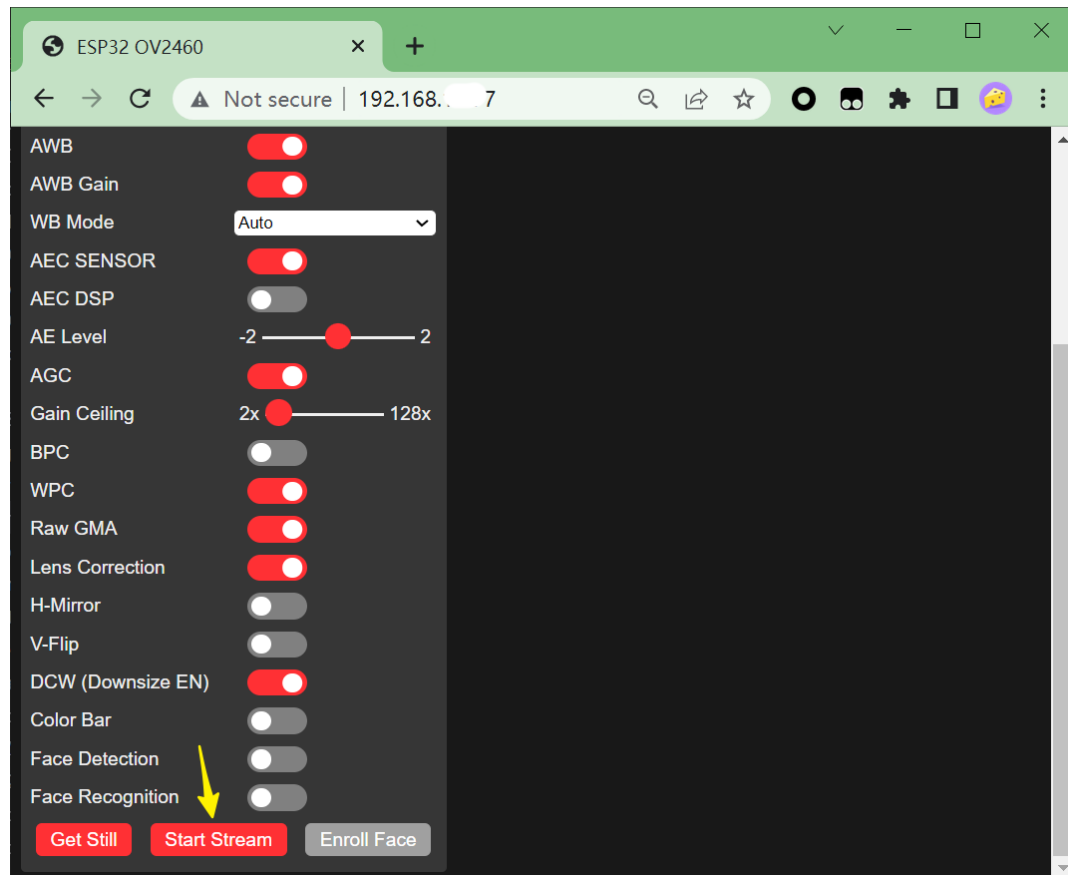 ESP32 OV2460
Not secure 192.168. 7
AWB
AWB Gain
WB Mode Auto
AEC SENSOR
AEC DSP
AE Level -2 2
AGC
Gain Ceiling 2x 128x
BPC
WPC
Raw GMA
Lens Correction
H-Mirror
V-Flip
DCW (Downsize EN)
Color Bar
Face Detection
Face Recognition
Get Still Start Stream Enroll Face